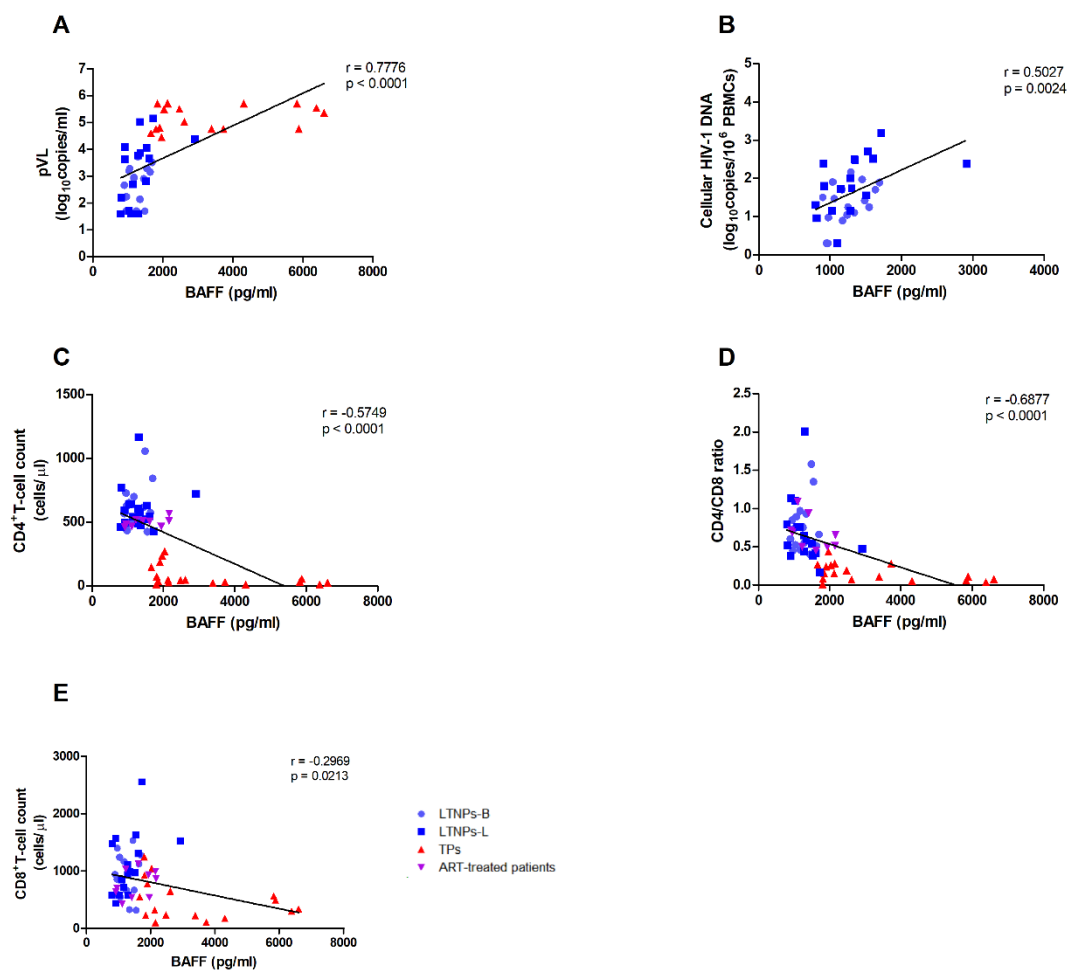 A
r = 0.7776
p < 0.0001
pVL
(log₁₀copies/ml)
7
6
5
4
3
2
1
0
0 2000 4000 6000 8000
BAFF (pg/ml)
B
r = 0.5027
p = 0.0024
Cellular HIV-1 DNA
(log₁₀copies/10⁶ PBMCs)
5
4
3
2
1
0
0 1000 2000 3000 4000
BAFF (pg/ml)
C
r = -0.5749
p < 0.0001
CD4⁺T-cell count
(cells/μl)
1500
1000
500
0
0 2000 4000 6000 8000
BAFF (pg/ml)
D
r = -0.6877
p < 0.0001
CD4/CD8 ratio
2.5
2.0
1.5
1.0
0.5
0.0
0 2000 4000 6000 8000
BAFF (pg/ml)
E
r = -0.2969
p = 0.0213
CD8⁺T-cell count
(cells/μl)
3000
2000
1000
0
0 2000 4000 6000 8000
BAFF (pg/ml)
LTNPs-B
LTNPs-L
TPs
ART-treated patients